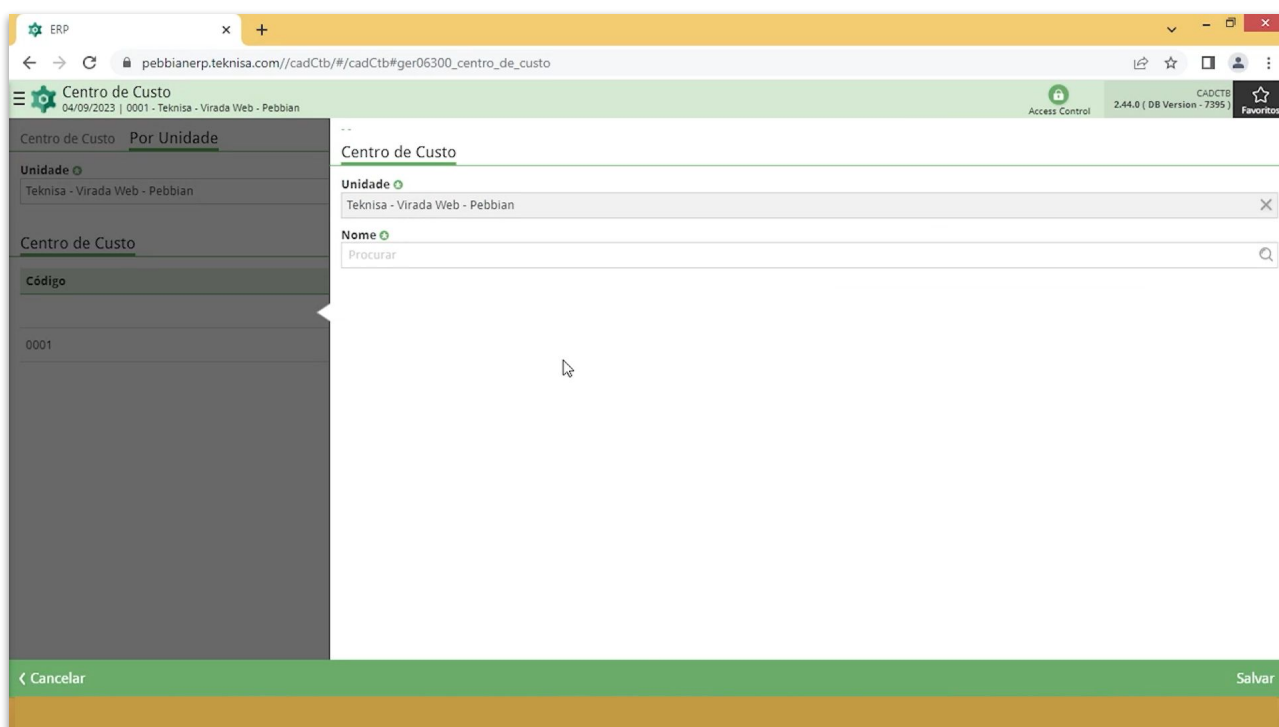 ERP
pebbianerp.teknisa.com//cadCtb/#/cadCtb#ger06300_centro_de_custo
Centro de Custo
04/09/2023 | 0001 - Teknisa - Virada Web - Pebbian
Access Control
CADCTB
2.44.0 ( DB Version - 7395 )
Favoritos
Centro de Custo Por Unidade
Unidade
Teknisa - Virada Web - Pebbian
Centro de Custo
Código
0001
- -
Centro de Custo
Unidade
Teknisa - Virada Web - Pebbian
Nome
Procurar
Cancelar
Salvar